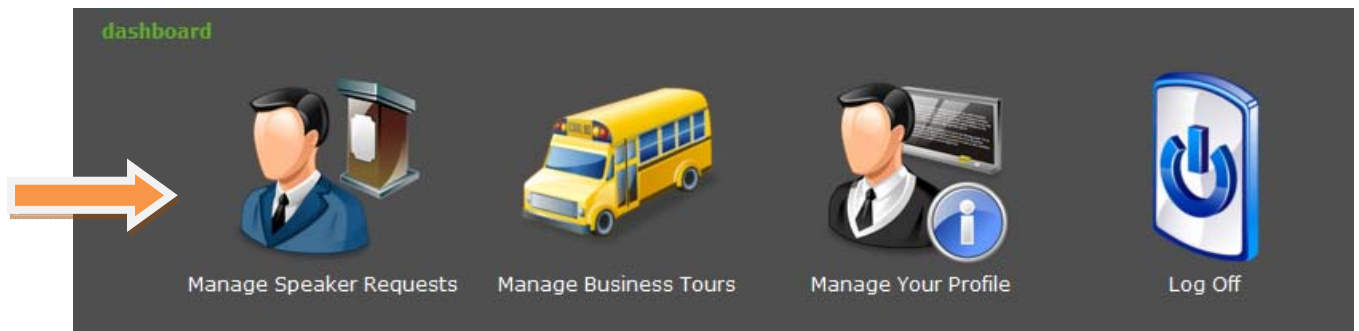 dashboard
Manage Speaker Requests
Manage Business Tours
Manage Your Profile
Log Off